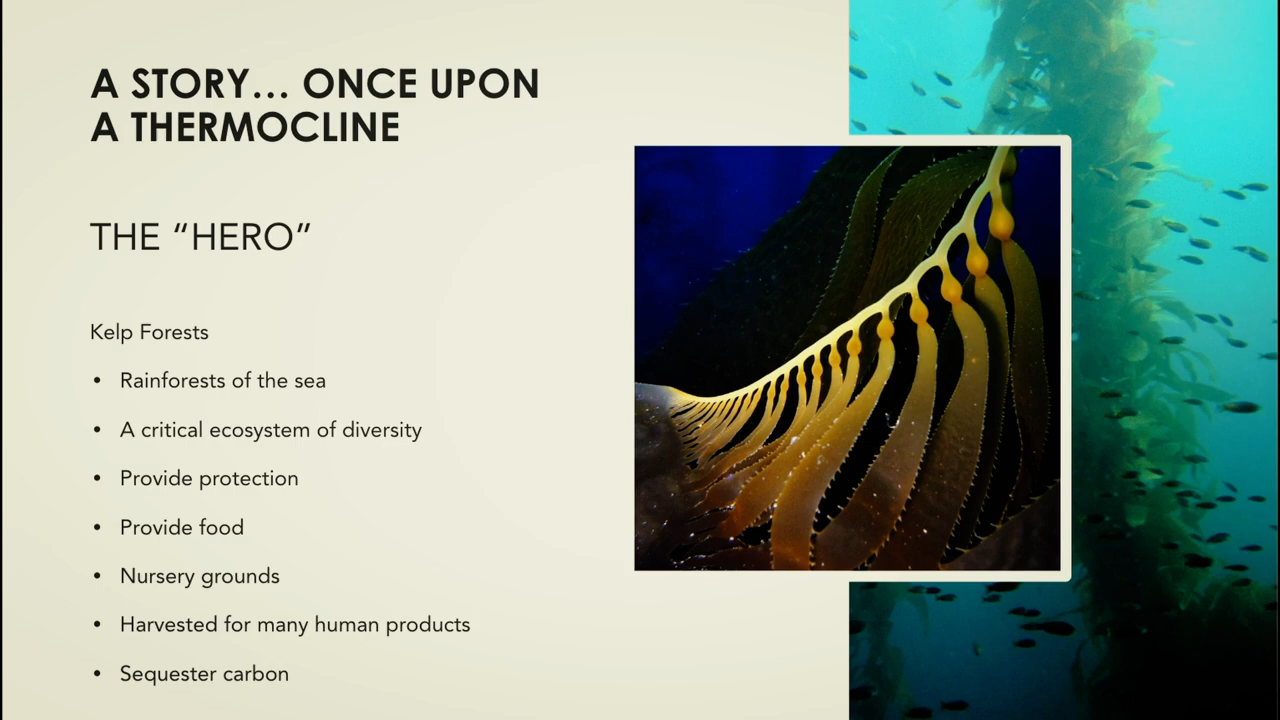 A STORY... ONCE UPON
A THERMOCLINE
THE “HERO”
Kelp Forests
• Rainforests of the sea
• A critical ecosystem of diversity
• Provide protection
• Provide food
• Nursery grounds
• Harvested for many human products
• Sequester carbon